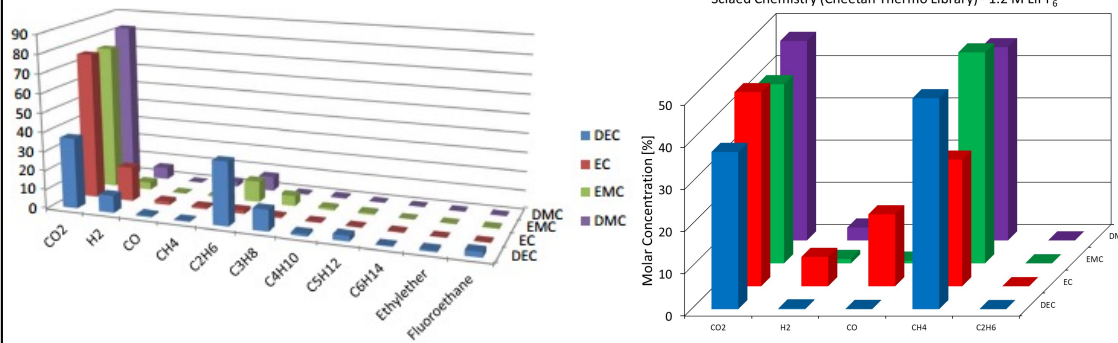 90
80
70
60
50
40
30
20
10
0
CO2
H2
CO
CH4
C2H6
C3H8
C4H10
C5H12
C6H14
Ethylether
Fluoroethane
DMC
EMC
EC
DEC
DEC
EC
EMC
DMC
1.2 M
Molar Concentration [%]
50
40
30
20
10
0
CO2
H2
CO
CH4
C2H6
EMC
EC
DEC